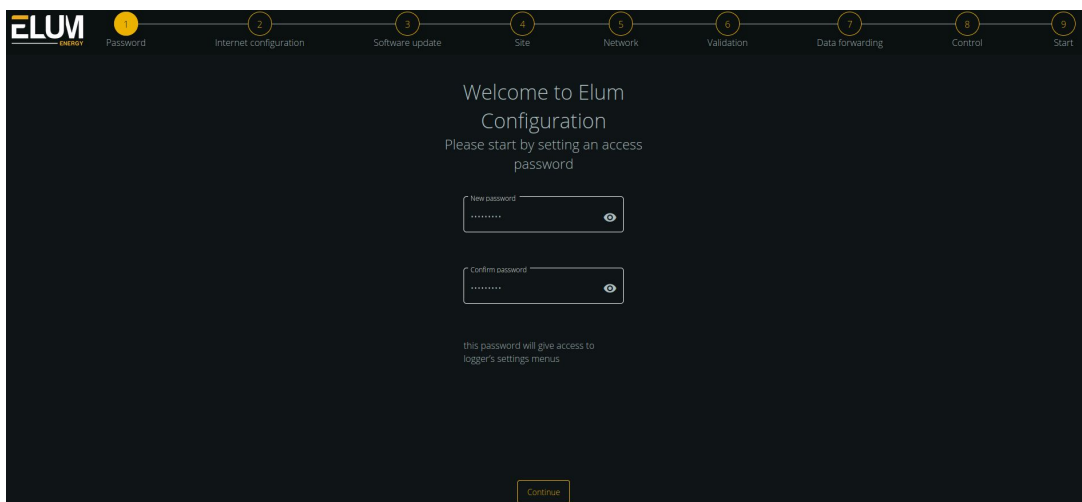 ELUM
ENERGY
1 2 3 4 5 6 7 8 9
Password Internet configuration Software update Site Network Validation Data forwarding Control Start
Welcome to Elum
Configuration
Please start by setting an access
password
New password
•••••••••
Confirm password
•••••••••
this password will give access to
logger's settings menus
Continue